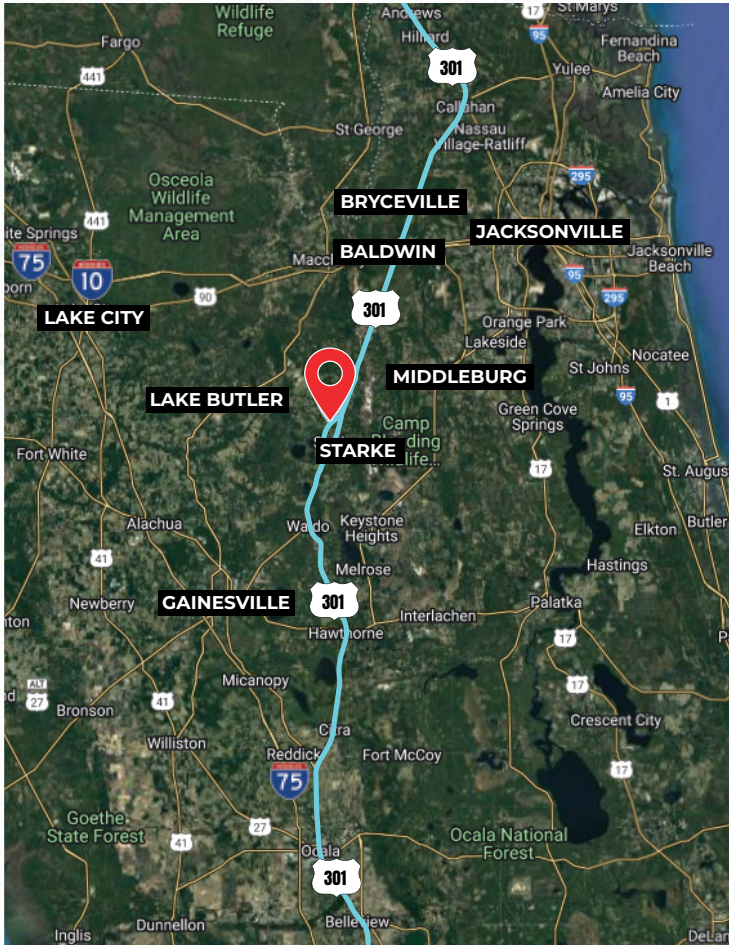 Wildlife
Refuge
Andrews
17
St Marys
Hilliard
95
Fargo
301
Fernandina
Beach
441
Yulee
Callahan
Amelia City
St George
Nassau
Village-Ratliff
Osceola
Wildlife
Management
Area
295
BRYCEVILLE
441
ite Springs
JACKSONVILLE
75
10
Macc
BALDWIN
Jacksonville
Beach
95
born
90
295
301
LAKE CITY
Orange Park
Lakeside
Nocatee
St Johns
MIDDLEBURG
LAKE BUTLER
95
1
Green Cove
Springs
Camp
STARKE
Fort White
17
St. Augus
Alachua
Waldo
Keystone
Heights
Elkton
Butler
41
Melrose
Hastings
Newberry
GAINESVILLE
301
Palatka
Interlachen
nton
Hawthorne
17
P
Micanopy
17
ALT
27
d
41
Bronson
Crescent City
Citra
Williston
Reddick
Fort McCoy
75
17
Goethe
State Forest
27
Ocala National
Forest
41
Ocala
301
Dunnellon
Belleview
Inglis
DeLan